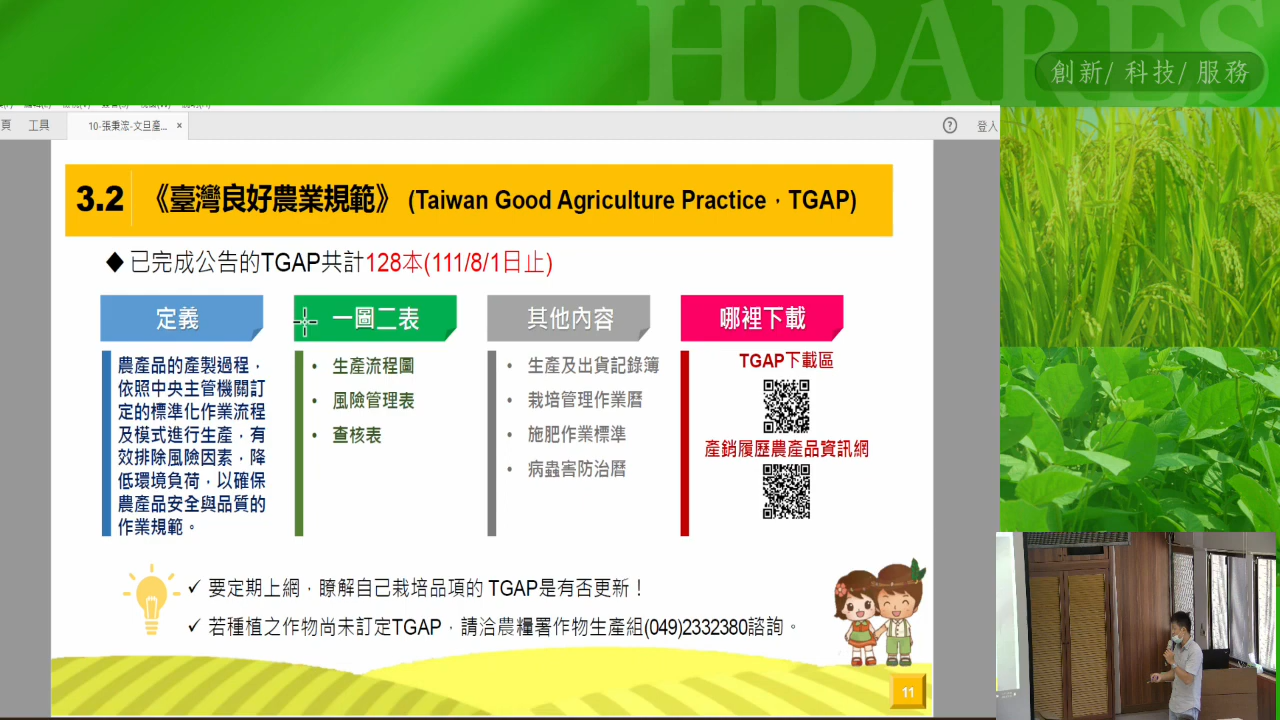 HDARES
創新/ 科技/ 服務
頁 工具 10-張秉浤-文旦產... × ? 登入
3.2 《臺灣良好農業規範》 (Taiwan Good Agriculture Practice，TGAP)
◆ 已完成公告的TGAP共計128本(111/8/1日止)
定義
農產品的產製過程，
依照中央主管機關訂
定的標準化作業流程
及模式進行生產，有
效排除風險因素，降
低環境負荷，以確保
農產品安全與品質的
作業規範。
一圖二表
• 生產流程圖
• 風險管理表
• 查核表
其他內容
• 生產及出貨記錄簿
• 栽培管理作業曆
• 施肥作業標準
• 病蟲害防治曆
哪裡下載
TGAP下載區
產銷履歷農產品資訊網
✓ 要定期上網，瞭解自己栽培品項的 TGAP是有否更新！
✓ 若種植之作物尚未訂定TGAP，請洽農糧署作物生產組(049)2332380諮詢。
11